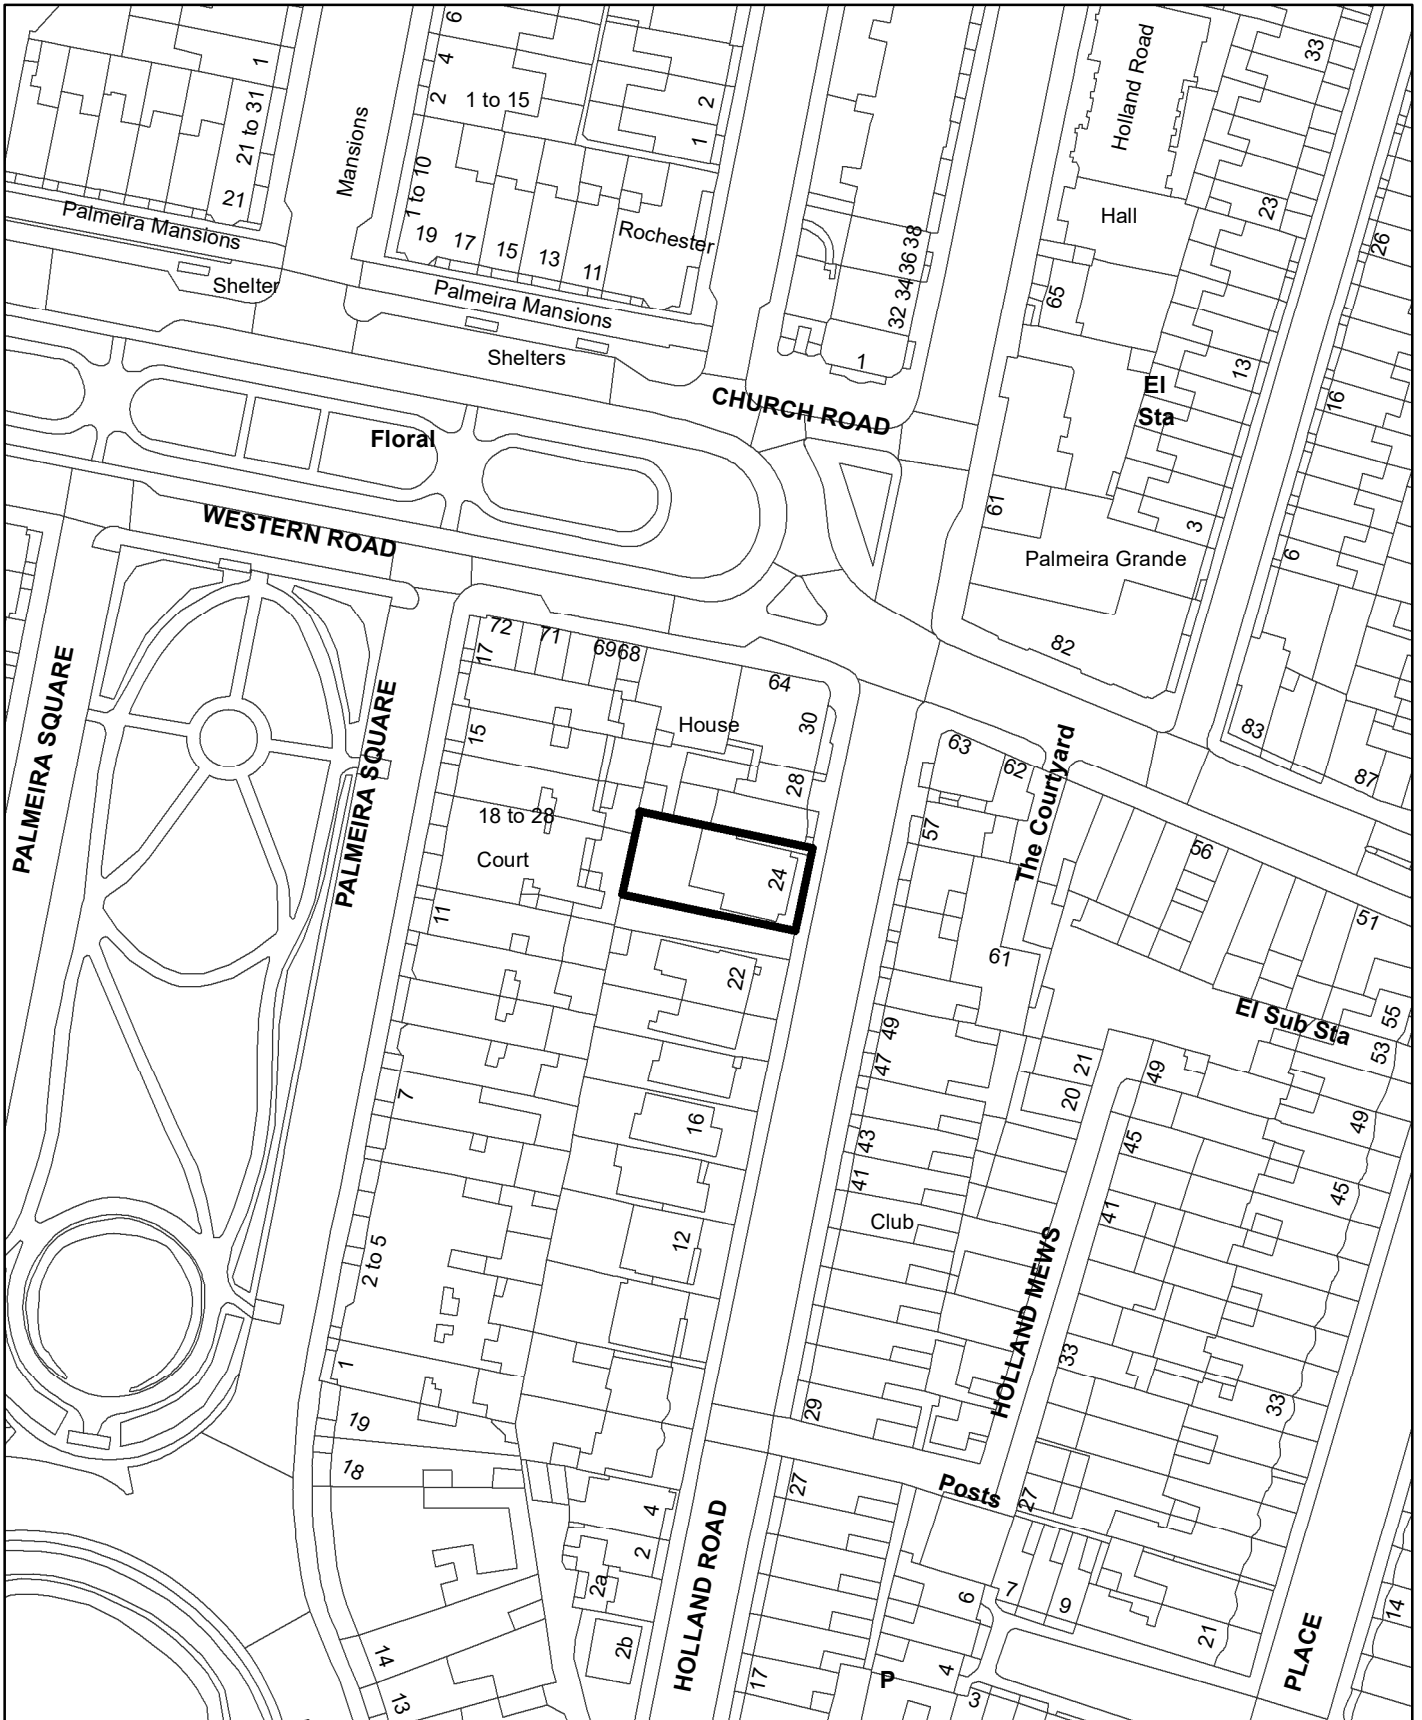 6
4
2
1 to 15
1
21 to 31
21
Mansions
1 to 10
2
1
Holland Road
33
Palmeira Mansions
19
17
15
13
11
Rochester
38
36
34
32
Hall
23
26
65
Shelter
Palmeira Mansions
Shelters
1
El
Sta
13
16
CHURCH ROAD
Floral
WESTERN ROAD
61
3
6
Palmeira Grande
72
71
69
68
17
64
82
PALMEIRA SQUARE
PALMEIRA SQUARE
15
House
30
28
63
62
The Courtyard
83
87
18 to 28
Court
24
57
56
51
11
22
61
El Sub Sta
55
53
49
47
21
20
49
49
7
16
43
41
45
45
41
Club
12
2 to 5
HOLLAND MEWS
1
33
33
19
18
29
27
Posts
27
4
2
2a
2b
HOLLAND ROAD
6
7
9
21
14
PLACE
14
13
17
P
4
3